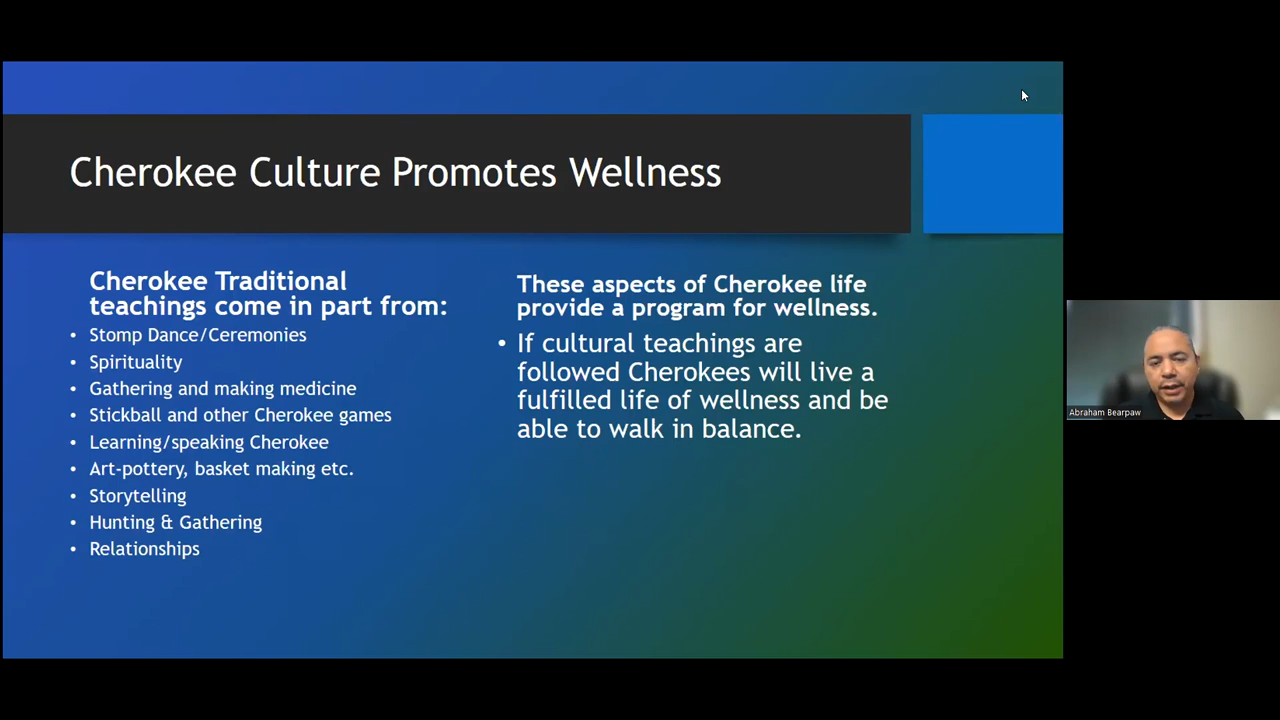 Cherokee Culture Promotes Wellness
Cherokee Traditional
teachings come in part from:
• Stomp Dance/Ceremonies
• Spirituality
• Gathering and making medicine
• Stickball and other Cherokee games
• Learning/speaking Cherokee
• Art-pottery, basket making etc.
• Storytelling
• Hunting & Gathering
• Relationships
These aspects of Cherokee life
provide a program for wellness.
• If cultural teachings are
followed Cherokees will live a
fulfilled life of wellness and be
able to walk in balance.
Abraham Bearpaw